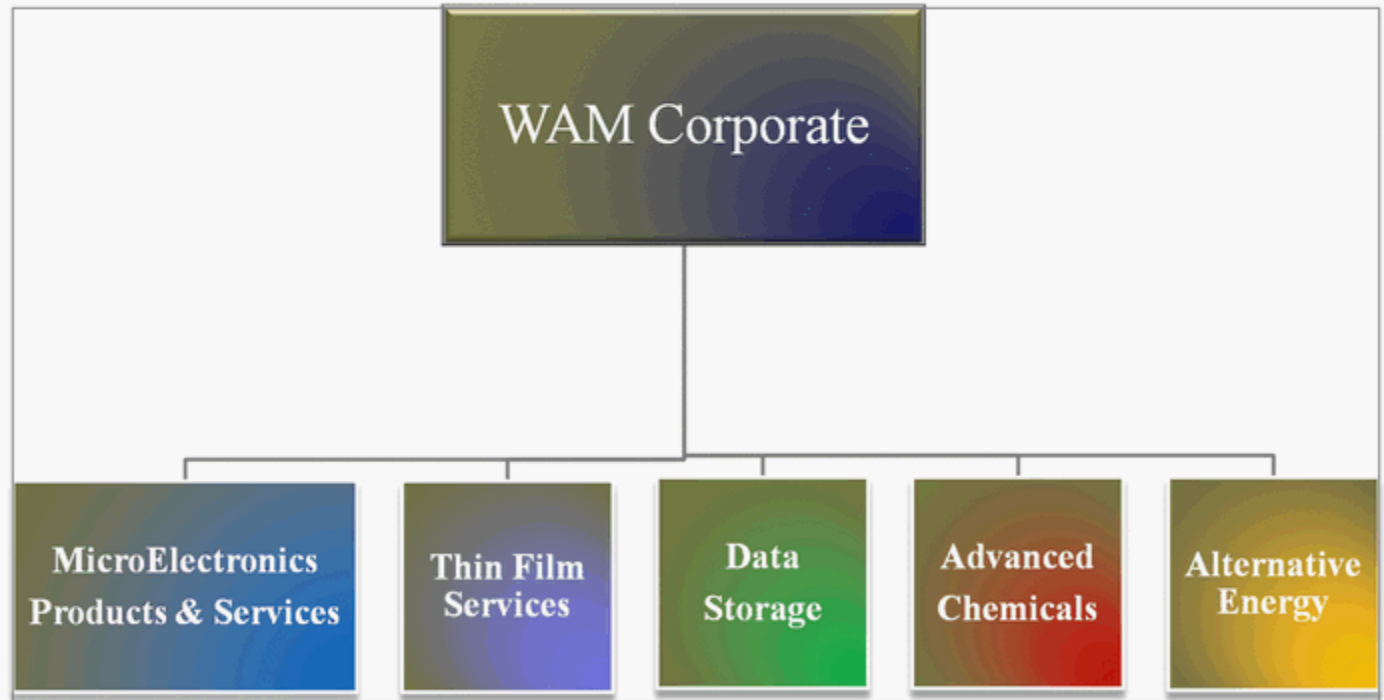 WAM Corporate
MicroElectronics
Products & Services
Thin Film
Services
Data
Storage
Advanced
Chemicals
Alternative
Energy